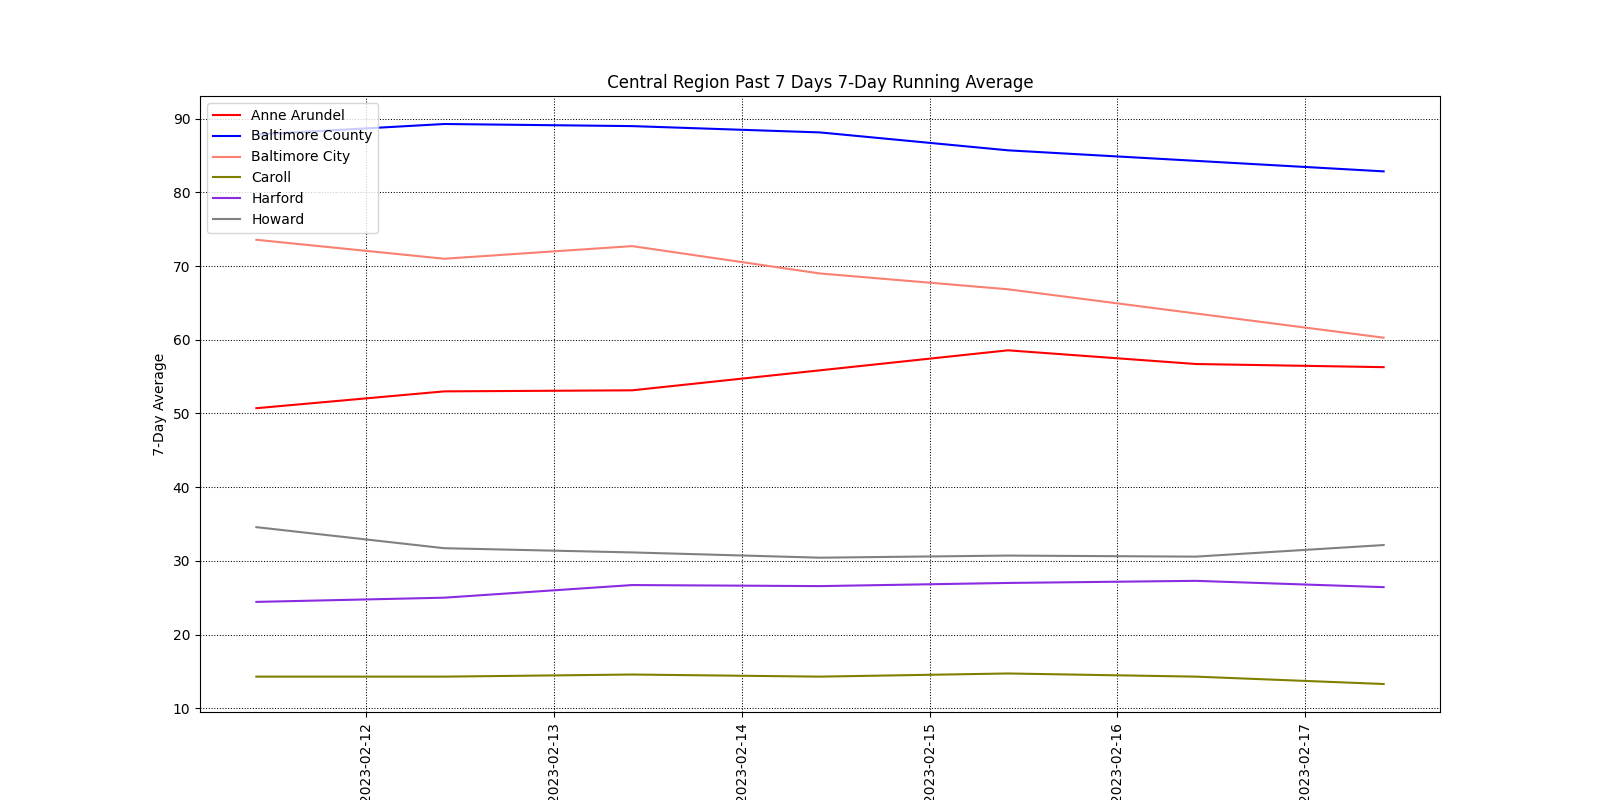 Central Region Past 7 Days 7-Day Running Average
Anne Arundel
Baltimore County
Baltimore City
Caroll
Harford
Howard
7-Day Average
90
80
70
60
50
40
30
20
10
2023-02-12
2023-02-13
2023-02-14
2023-02-15
2023-02-16
2023-02-17